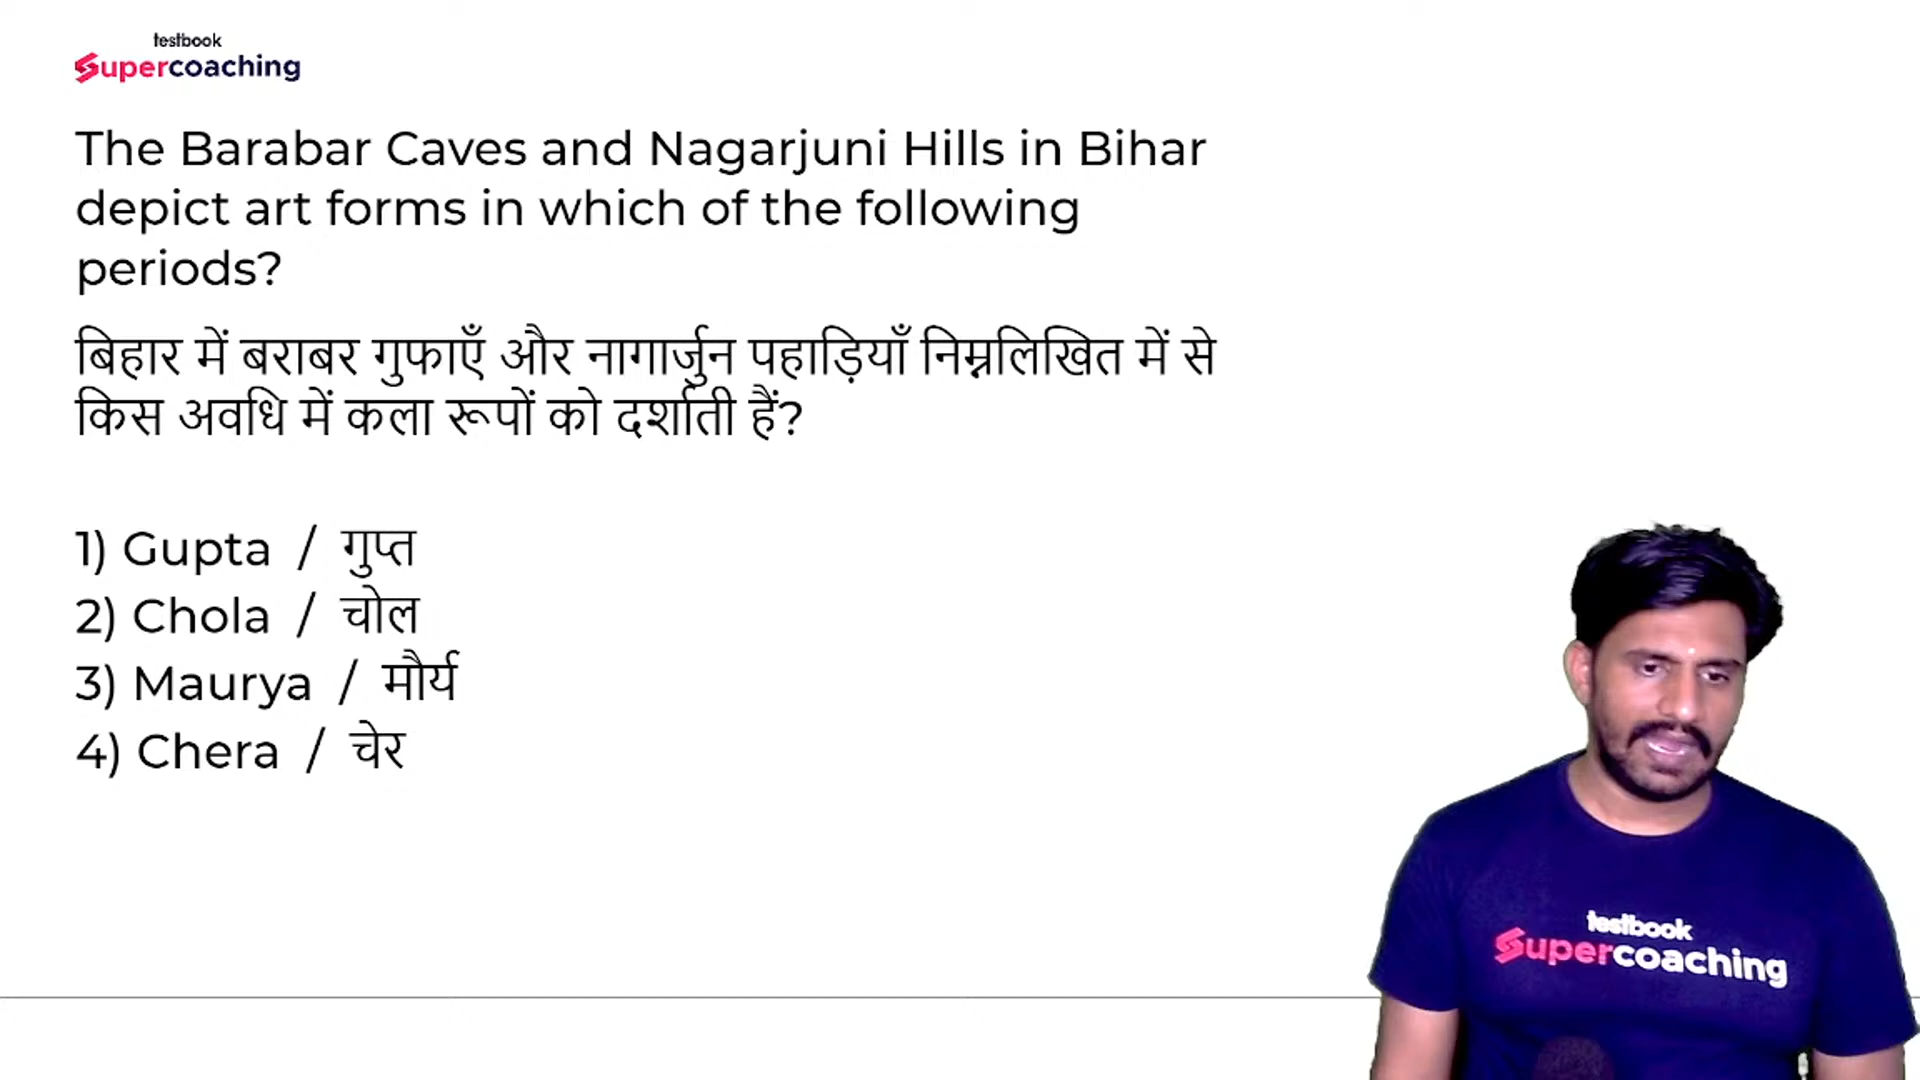 testbook
Supercoaching
The Barabar Caves and Nagarjuni Hills in Bihar
depict art forms in which of the following
periods?
बिहार में बराबर गुफाएँ और नागार्जुन पहाड़ियाँ निम्नलिखित में से
किस अवधि में कला रूपों को दर्शाती हैं?
1) Gupta / गुप्त
2) Chola / चोल
3) Maurya / मौर्य
4) Chera / चेर
testbook
Supercoaching